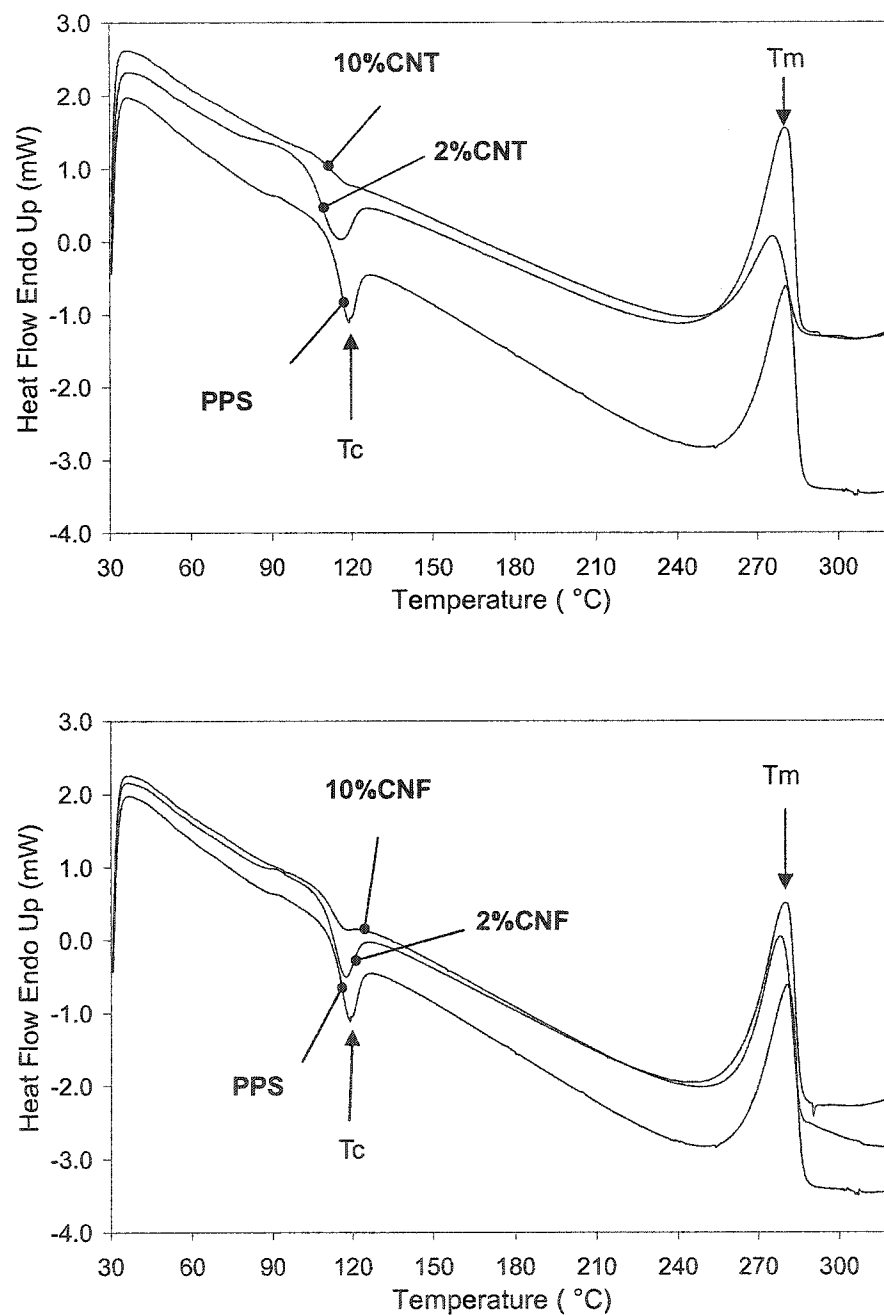 3.0
2.0
1.0
0.0
-1.0
-2.0
-3.0
-4.0
Heat Flow Endo Up (mW)
10%CNT
2%CNT
PPS
Tc
Tm
30 60 90 120 150 180 210 240 270 300
Temperature ( °C)
3.0
2.0
1.0
0.0
-1.0
-2.0
-3.0
-4.0
Heat Flow Endo Up (mW)
10%CNF
2%CNF
PPS
Tc
Tm
30 60 90 120 150 180 210 240 270 300
Temperature ( °C)